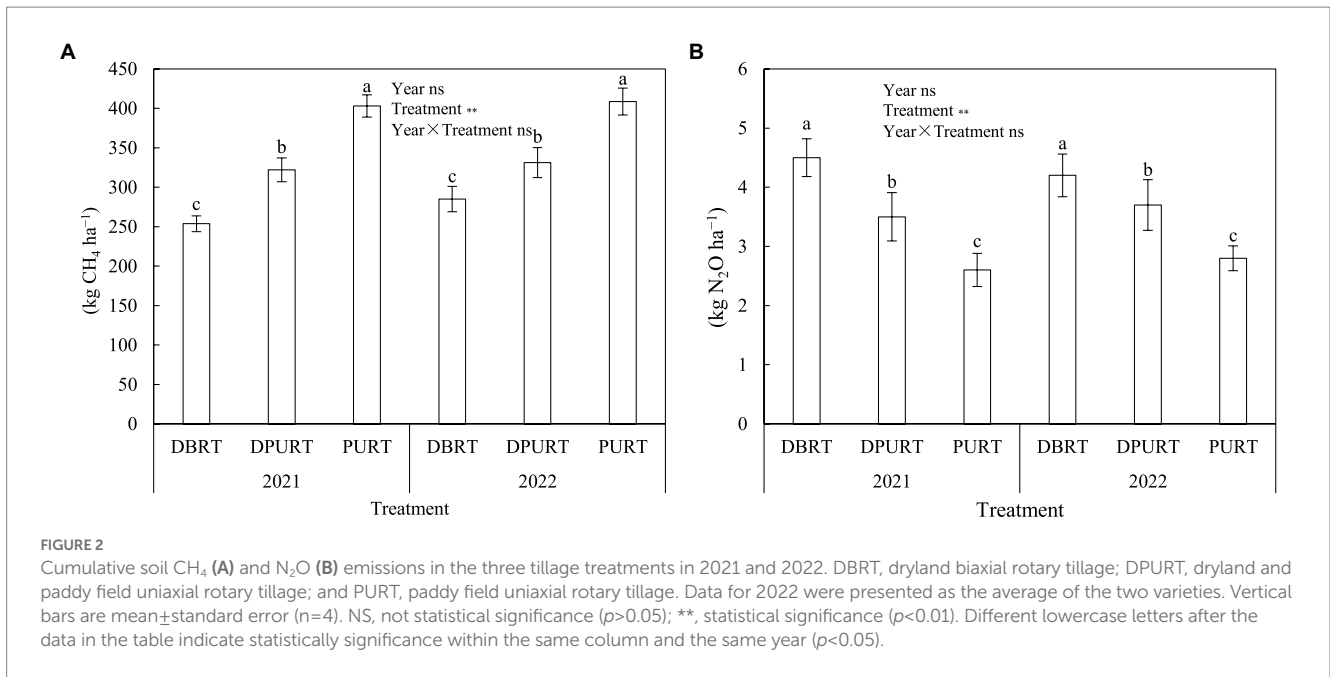 A
450
400
350
300
250
200
150
100
50
0
(kg CH₄ ha⁻¹)
Year ns
Treatment **
Year×Treatment ns
c
b
a
c
b
a
DBRT DPURT PURT DBRT DPURT PURT
2021 2022
Treatment
B
6
5
4
3
2
1
0
(kg N₂O ha⁻¹)
Year ns
Treatment **
Year×Treatment ns
a
b
c
a
b
c
DBRT DPURT PURT DBRT DPURT PURT
2021 2022
Treatment
FIGURE 2
Cumulative soil CH₄ (A) and N₂O (B) emissions in the three tillage treatments in 2021 and 2022. DBRT, dryland biaxial rotary tillage; DPURT, dryland and
paddy field uniaxial rotary tillage; and PURT, paddy field uniaxial rotary tillage. Data for 2022 were presented as the average of the two varieties. Vertical
bars are mean±standard error (n=4). NS, not statistical significance (p>0.05); **, statistical significance (p<0.01). Different lowercase letters after the
data in the table indicate statistically significance within the same column and the same year (p<0.05).